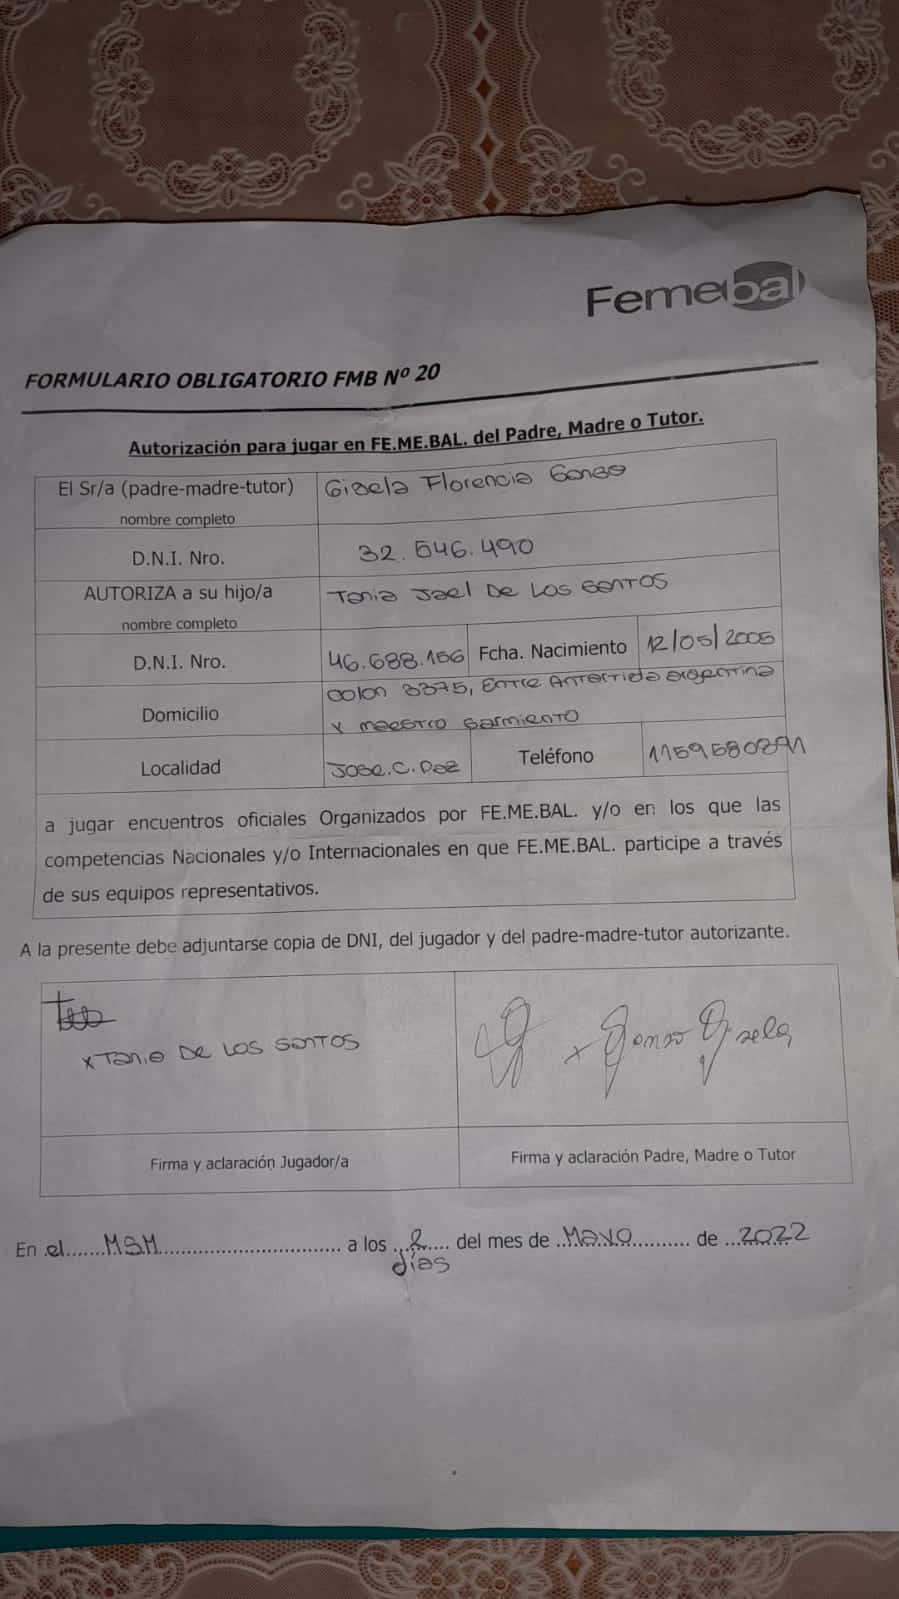 Femebal
FORMULARIO OBLIGATORIO FMB Nº 20
Autorización para jugar en FE.ME.BAL. del Padre, Madre o Tutor.
El Sr/a (padre-madre-tutor) Gisela Florencia Gonso
nombre completo
D.N.I. Nro. 32.546.490
AUTORIZA a su hijo/a Tania Jael De Los Santos
nombre completo
D.N.I. Nro. 46.688.156 Fcha. Nacimiento 12/05/2005
Domicilio colon 3375, Entre Antartida argentina
y maestro sarmiento
Localidad Jose.C.Paz Teléfono 1159580891
a jugar encuentros oficiales Organizados por FE.ME.BAL. y/o en los que las
competencias Nacionales y/o Internacionales en que FE.ME.BAL. participe a través
de sus equipos representativos.
A la presente debe adjuntarse copia de DNI, del jugador y del padre-madre-tutor autorizante.
x Tania De Los Santos x Gonso Gisela
Firma y aclaración Jugador/a Firma y aclaración Padre, Madre o Tutor
En el.......MSM.............................. a los ..2.... del mes de ..Mayo........... de ...2022
días